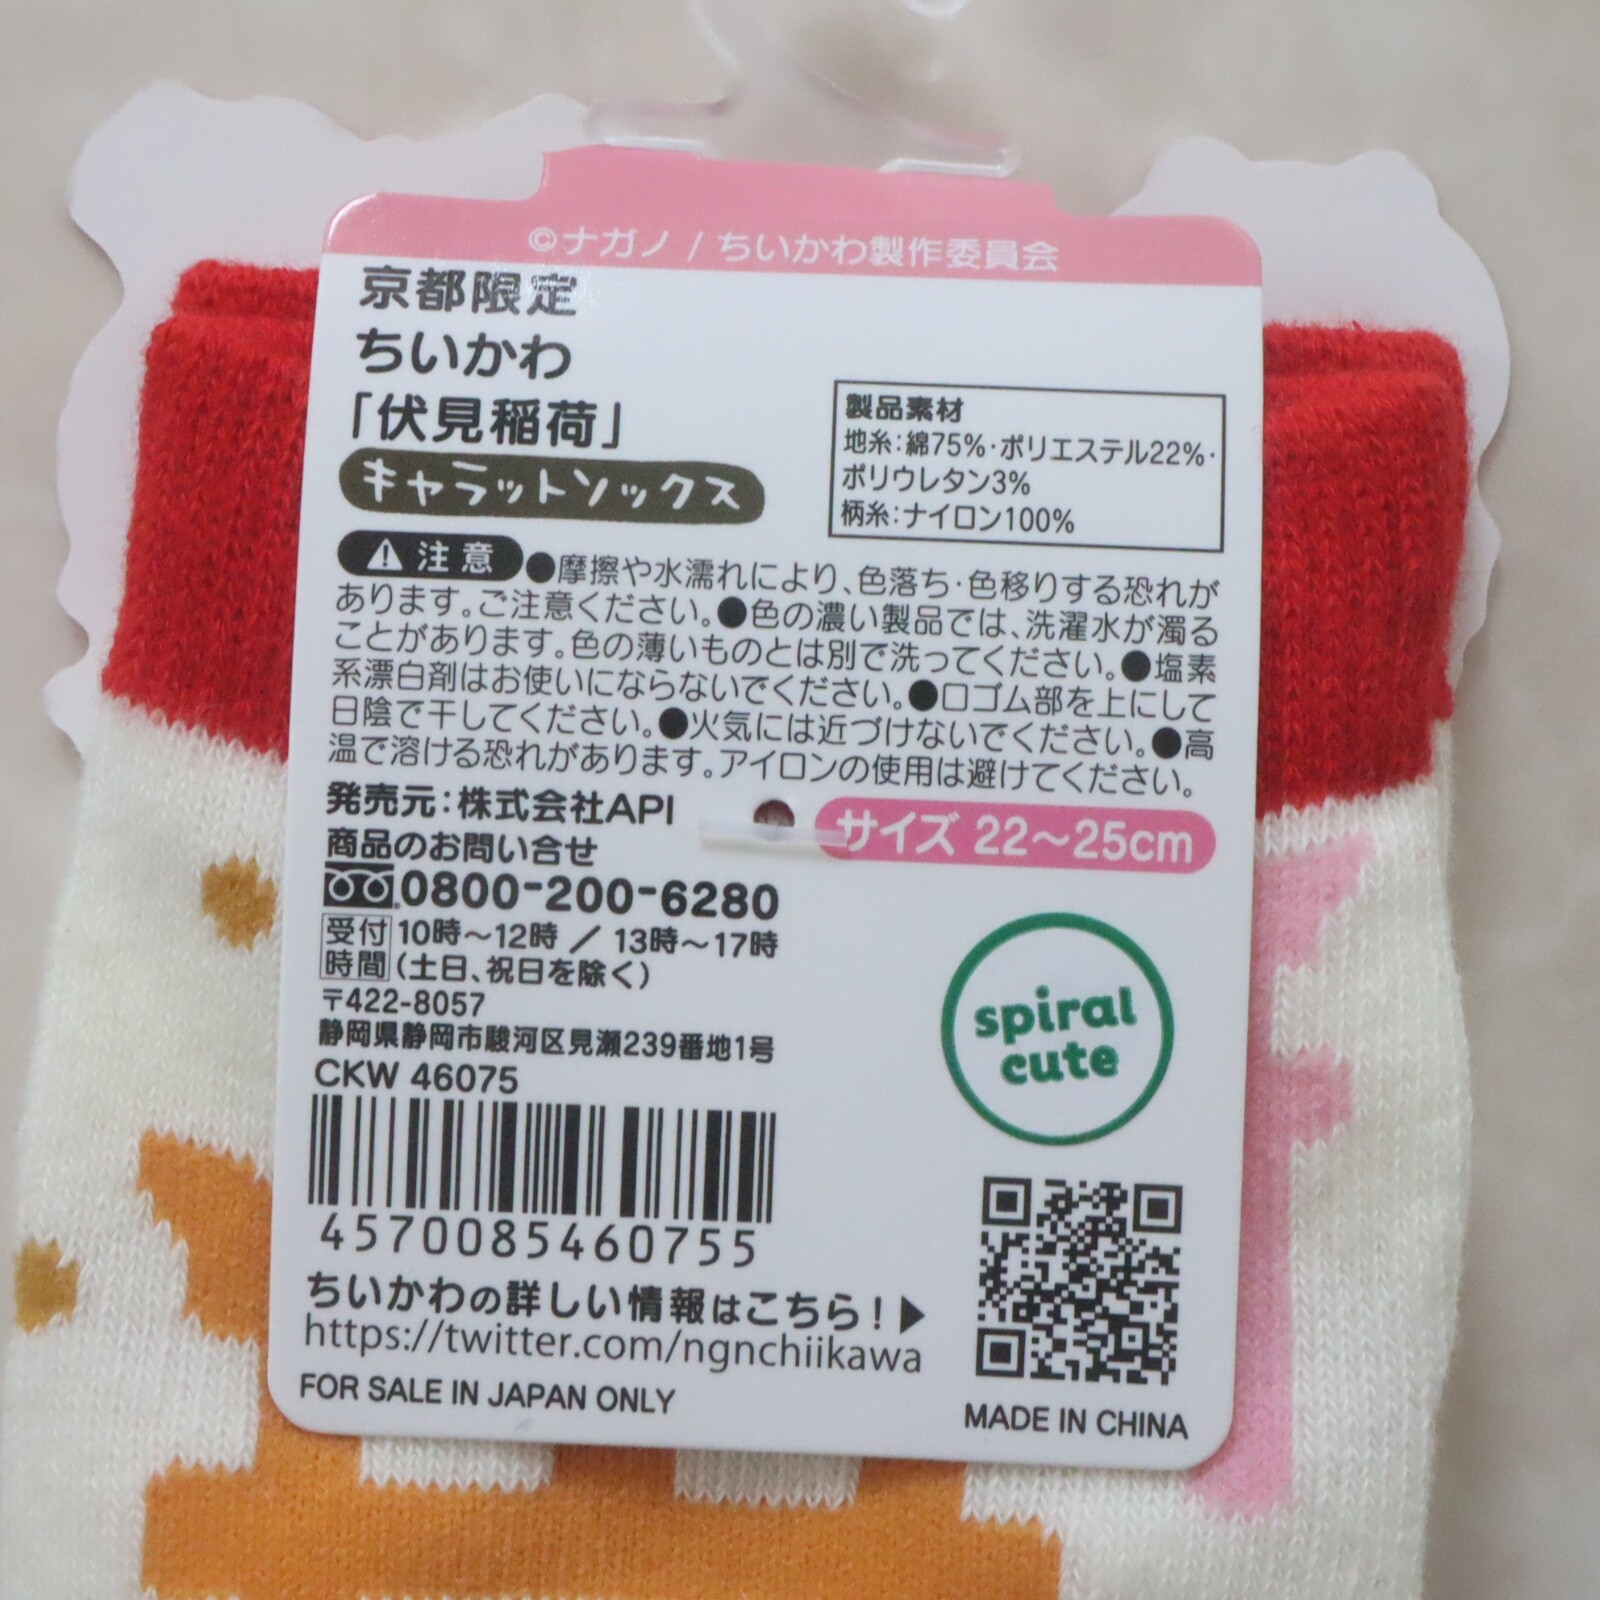 ©ナガノ / ちいかわ製作委員会
京都限定
ちいかわ
「伏見稲荷」
キャラットソックス
製品素材
地糸:綿75%・ポリエステル22%・
ポリウレタン3%
柄糸:ナイロン100%
注意 ●摩擦や水濡れにより、色落ち・色移りする恐れが
あります。ご注意ください。●色の濃い製品では、洗濯水が濁る
ことがあります。色の薄いものとは別で洗ってください。●塩素
系漂白剤はお使いにならないでください。●口ゴム部を上にして
日陰で干してください。●火気には近づけないでください。●高
温で溶ける恐れがあります。アイロンの使用は避けてください。
発売元:株式会社API
サイズ 22～25cm
商品のお問い合せ
0800-200-6280
受付時間 10時～12時 / 13時～17時
(土日、祝日を除く)
〒422-8057
静岡県静岡市駿河区見瀬239番地1号
CKW 46075
spiral
cute
4570085460755
ちいかわの詳しい情報はこちら!▶
https://twitter.com/ngnchiikawa
FOR SALE IN JAPAN ONLY
MADE IN CHINA